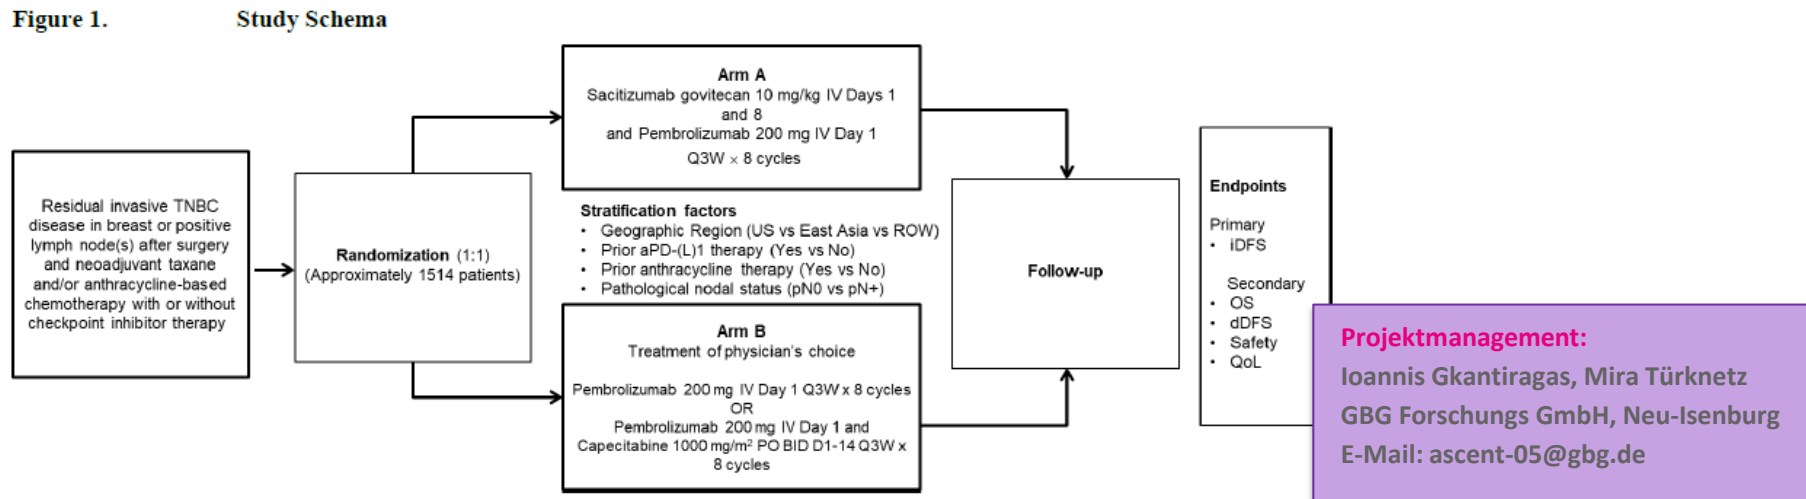 Figure 1. Study Schema
Residual invasive TNBC
disease in breast or positive
lymph node(s) after surgery
and neoadjuvant taxane
and/or anthracycline-based
chemotherapy with or without
checkpoint inhibitor therapy
Randomization (1:1)
(Approximately 1514 patients)
Arm A
Sacitizumab govitecan 10 mg/kg IV Days 1
and 8
and Pembrolizumab 200 mg IV Day 1
Q3W × 8 cycles
Stratification factors
• Geographic Region (US vs East Asia vs ROW)
• Prior aPD-(L)1 therapy (Yes vs No)
• Prior anthracycline therapy (Yes vs No)
• Pathological nodal status (pN0 vs pN+)
Arm B
Treatment of physician's choice
Pembrolizumab 200 mg IV Day 1 Q3W x 8 cycles
OR
Pembrolizumab 200 mg IV Day 1 and
Capecitabine 1000 mg/m² PO BID D1-14 Q3W x
8 cycles
Follow-up
Endpoints
Primary
• iDFS
Secondary
• OS
• dDFS
• Safety
• QoL
Projektmanagement:
Ioannis Gkantiragas, Mira Türknetz
GBG Forschungs GmbH, Neu-Isenburg
E-Mail: ascent-05@gbg.de